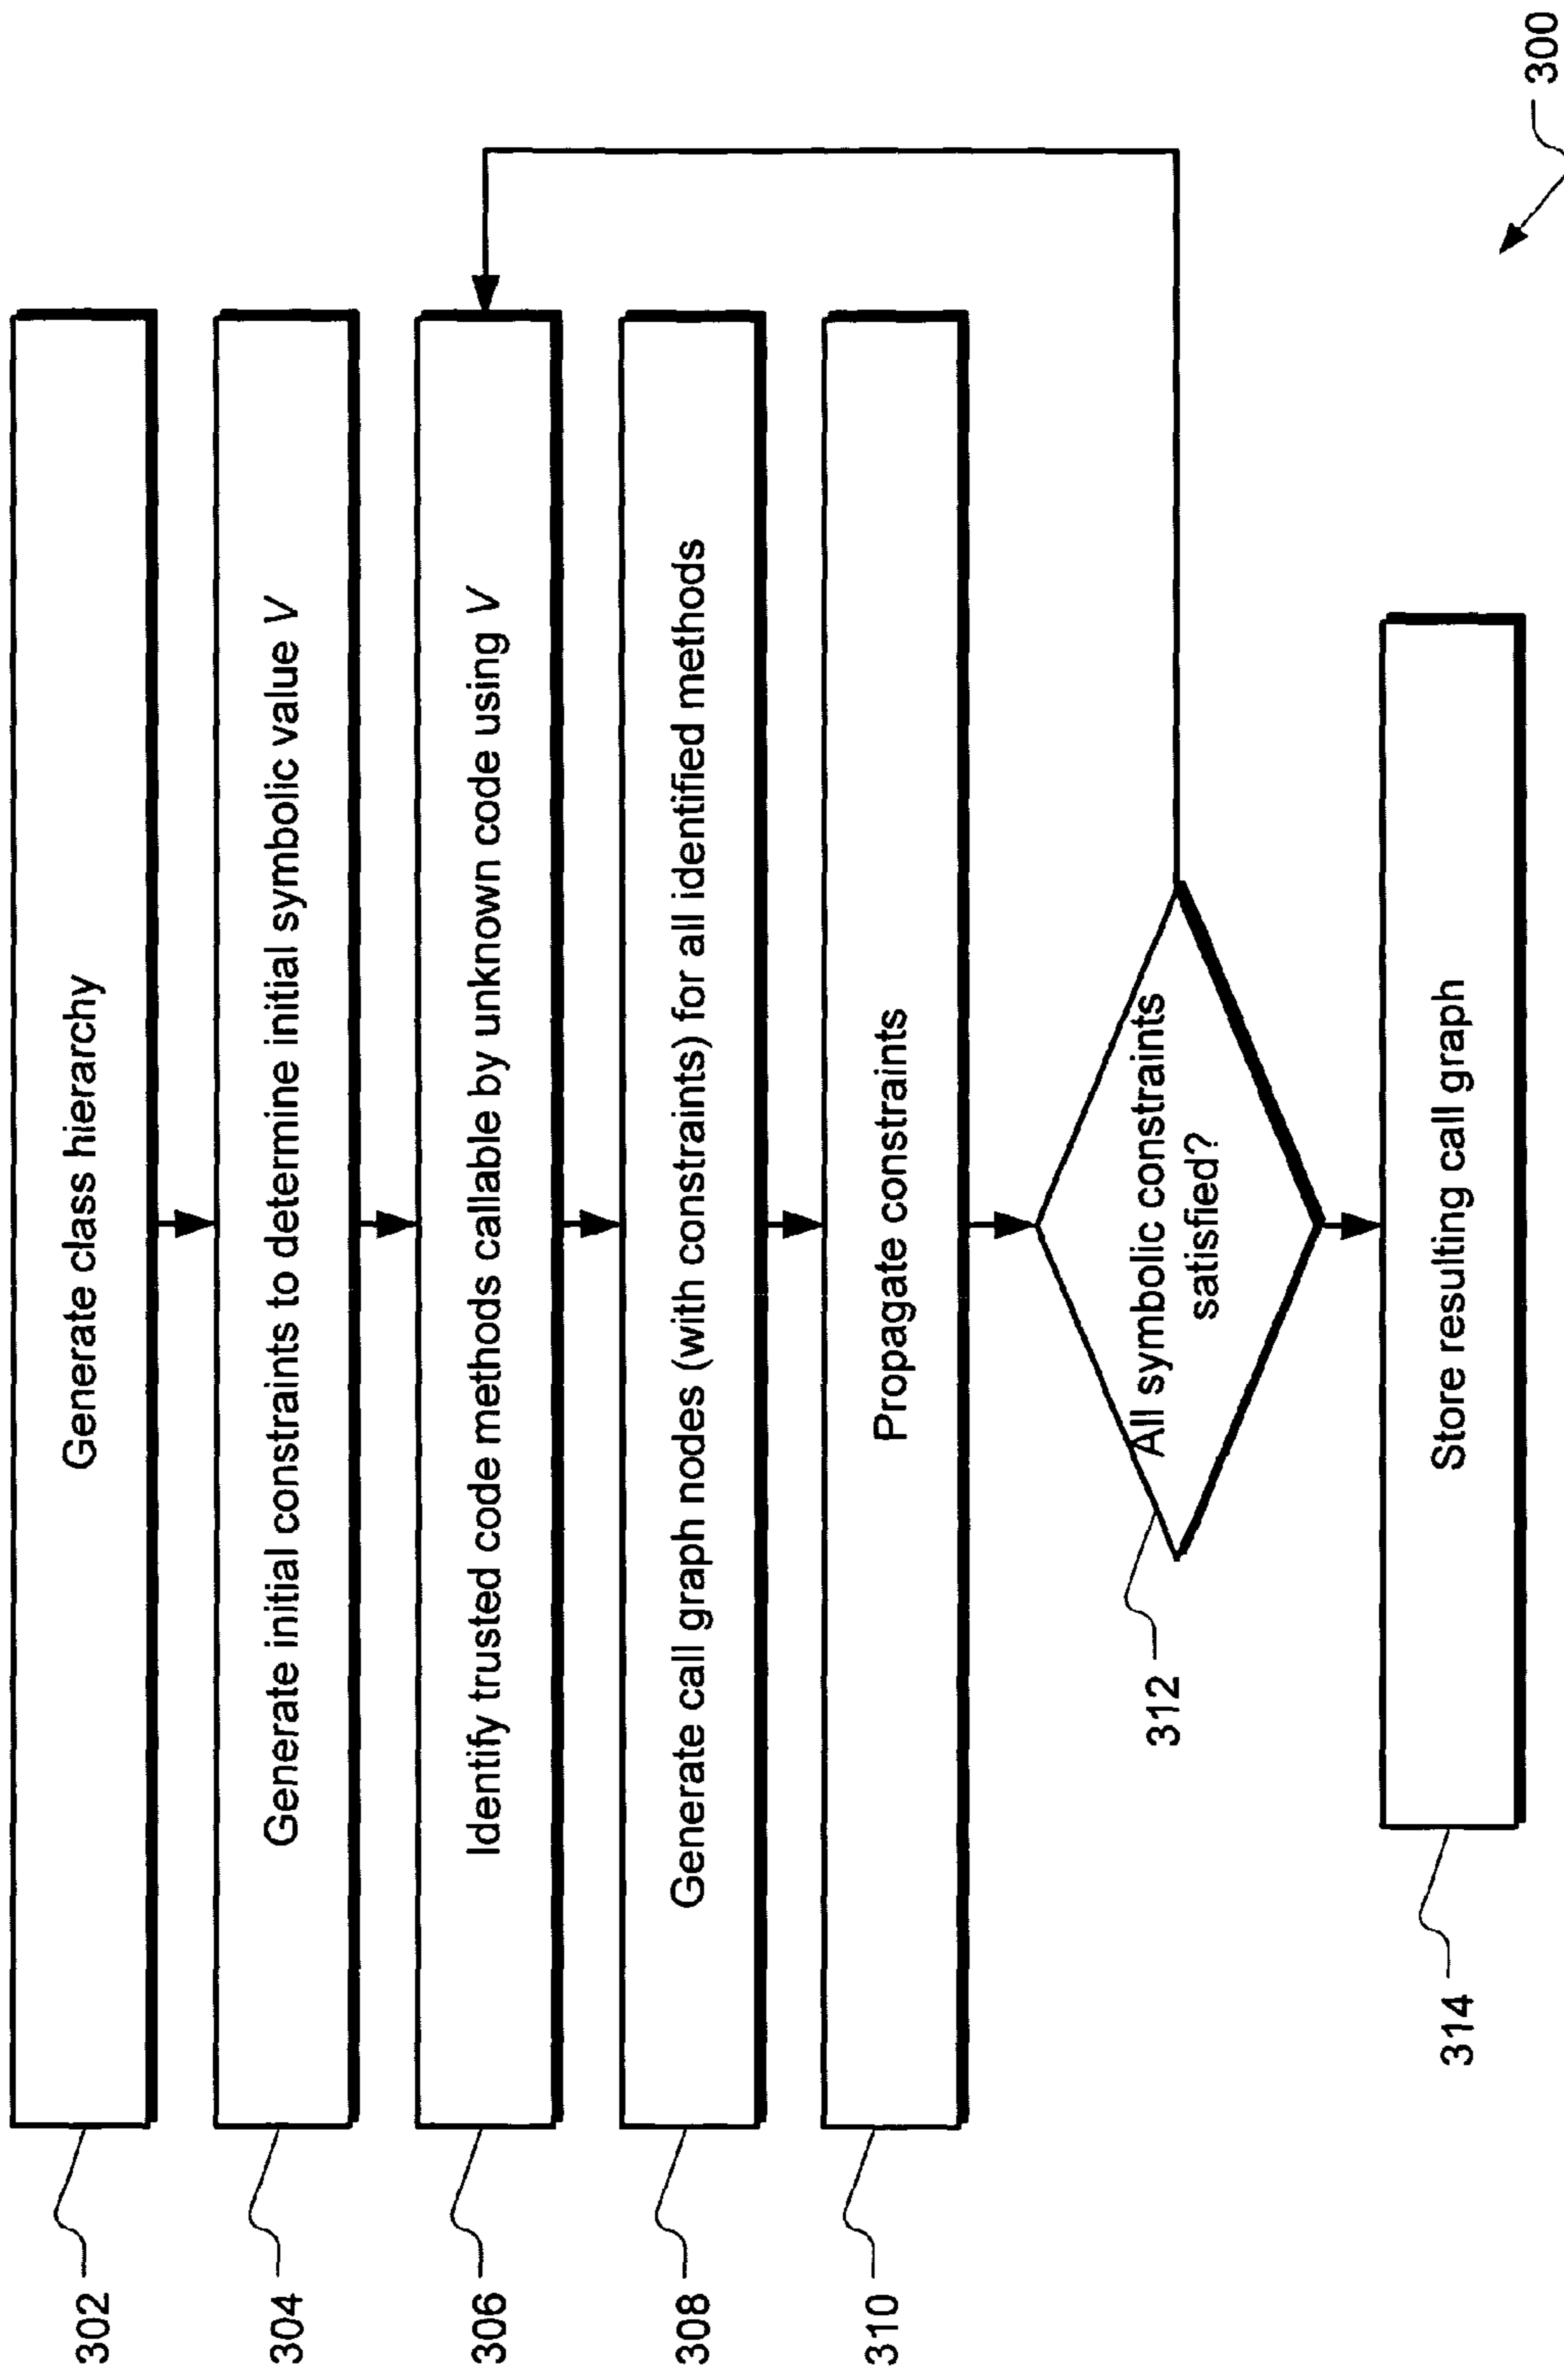 302
Generate class hierarchy
304
Generate initial constraints to determine initial symbolic value V
306
Identify trusted code methods callable by unknown code using V
308
Generate call graph nodes (with constraints) for all identified methods
310
Propagate constraints
312
All symbolic constraints
satisfied?
314
Store resulting call graph
300